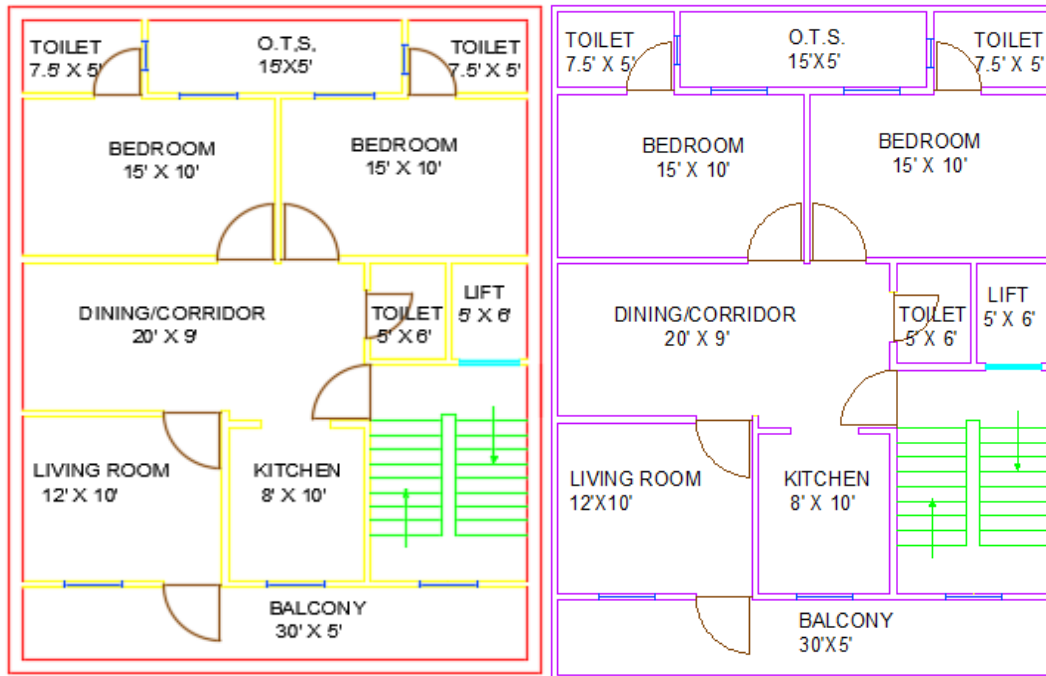 TOILET
7.5' X 5'
O.T,S,
15'X5'
TOILET
7.5' X 5'
BEDROOM
15' X 10'
BEDROOM
15' X 10'
DINING/CORRIDOR
20' X 9'
TOILET
5' X 6'
LIFT
5' X 6'
LIVING ROOM
12' X 10'
KITCHEN
8' X 10'
BALCONY
30' X 5'
TOILET
7.5' X 5'
O.T.S.
15'X5'
TOILET
7.5' X 5'
BEDROOM
15' X 10'
BEDROOM
15' X 10'
DINING/CORRIDOR
20' X 9'
TOILET
5' X 6'
LIFT
5' X 6'
LIVING ROOM
12'X10'
KITCHEN
8' X 10'
BALCONY
30'X5'